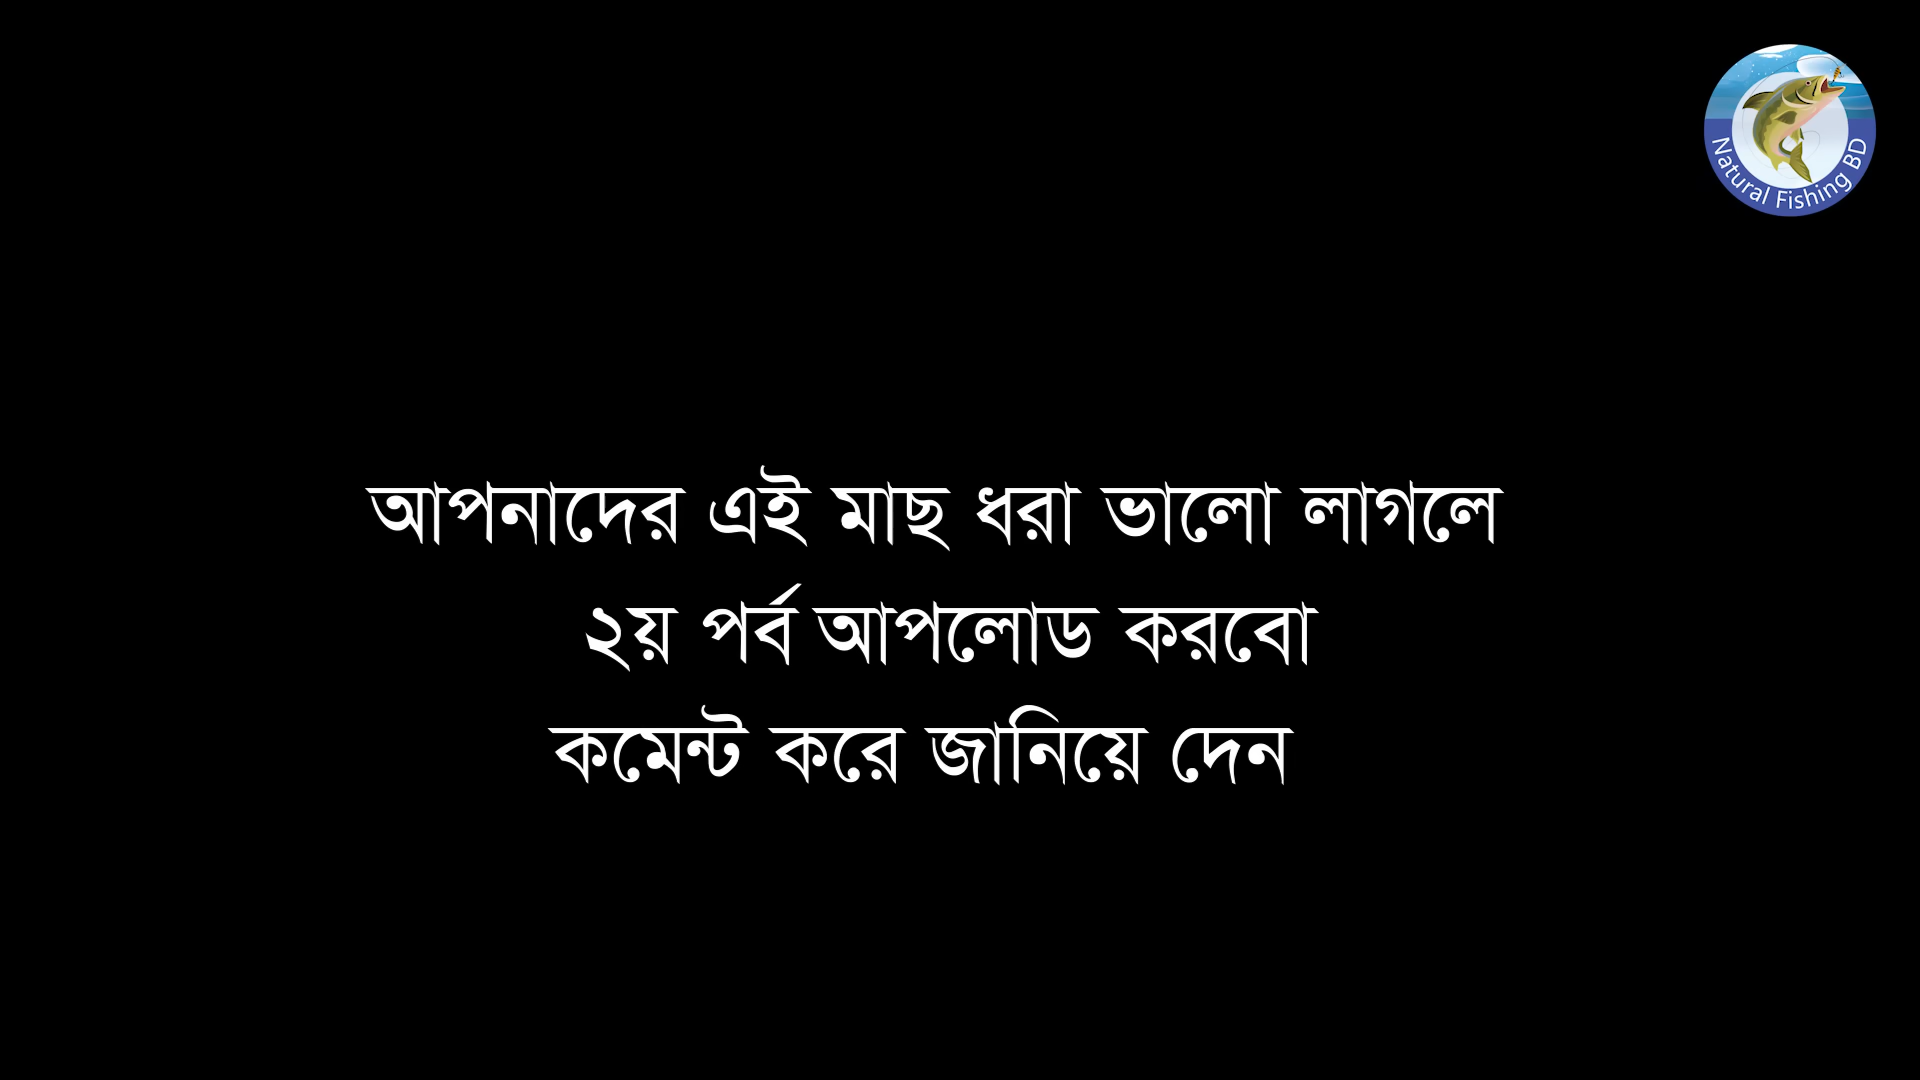 Natural Fishing BD
আপনাদের এই মাছ ধরা ভালো লাগলে
২য় পর্ব আপলোড করবো
কমেন্ট করে জানিয়ে দেন